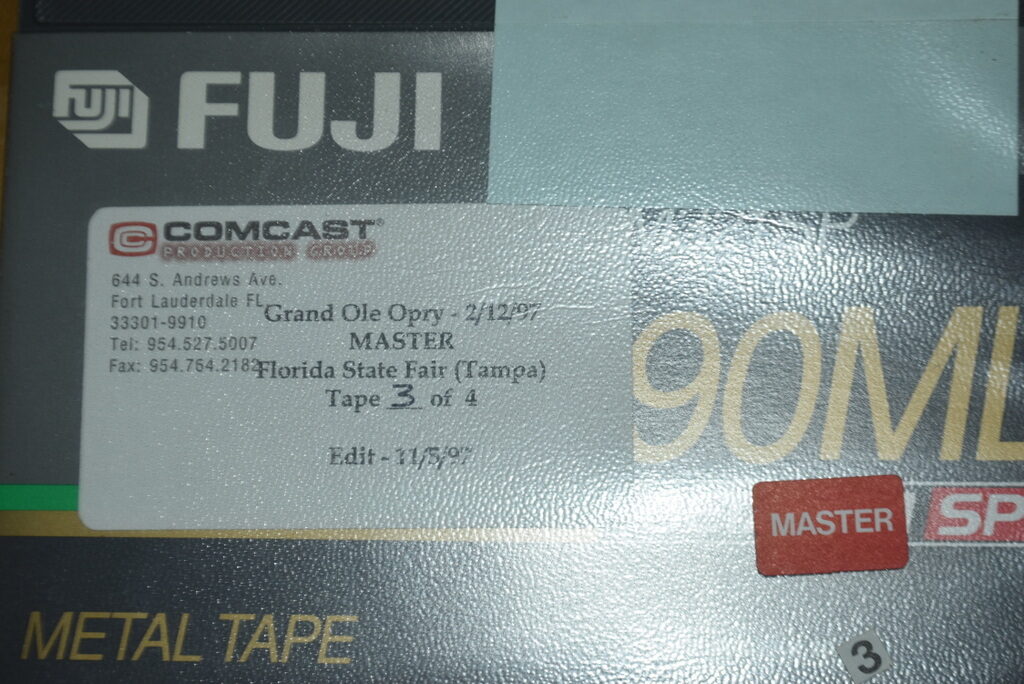 FUJI
FUJI
COMCAST®
PRODUCTION GROUP
644 S. Andrews Ave.
Fort Lauderdale FL
33301-9910
Tel: 954.527.5007
Fax: 954.764.2182
Grand Ole Opry - 2/12/97
MASTER
Florida State Fair (Tampa)
Tape 3 of 4
Edit - 11/5/97
90ML
MASTER
SP
METAL TAPE
3